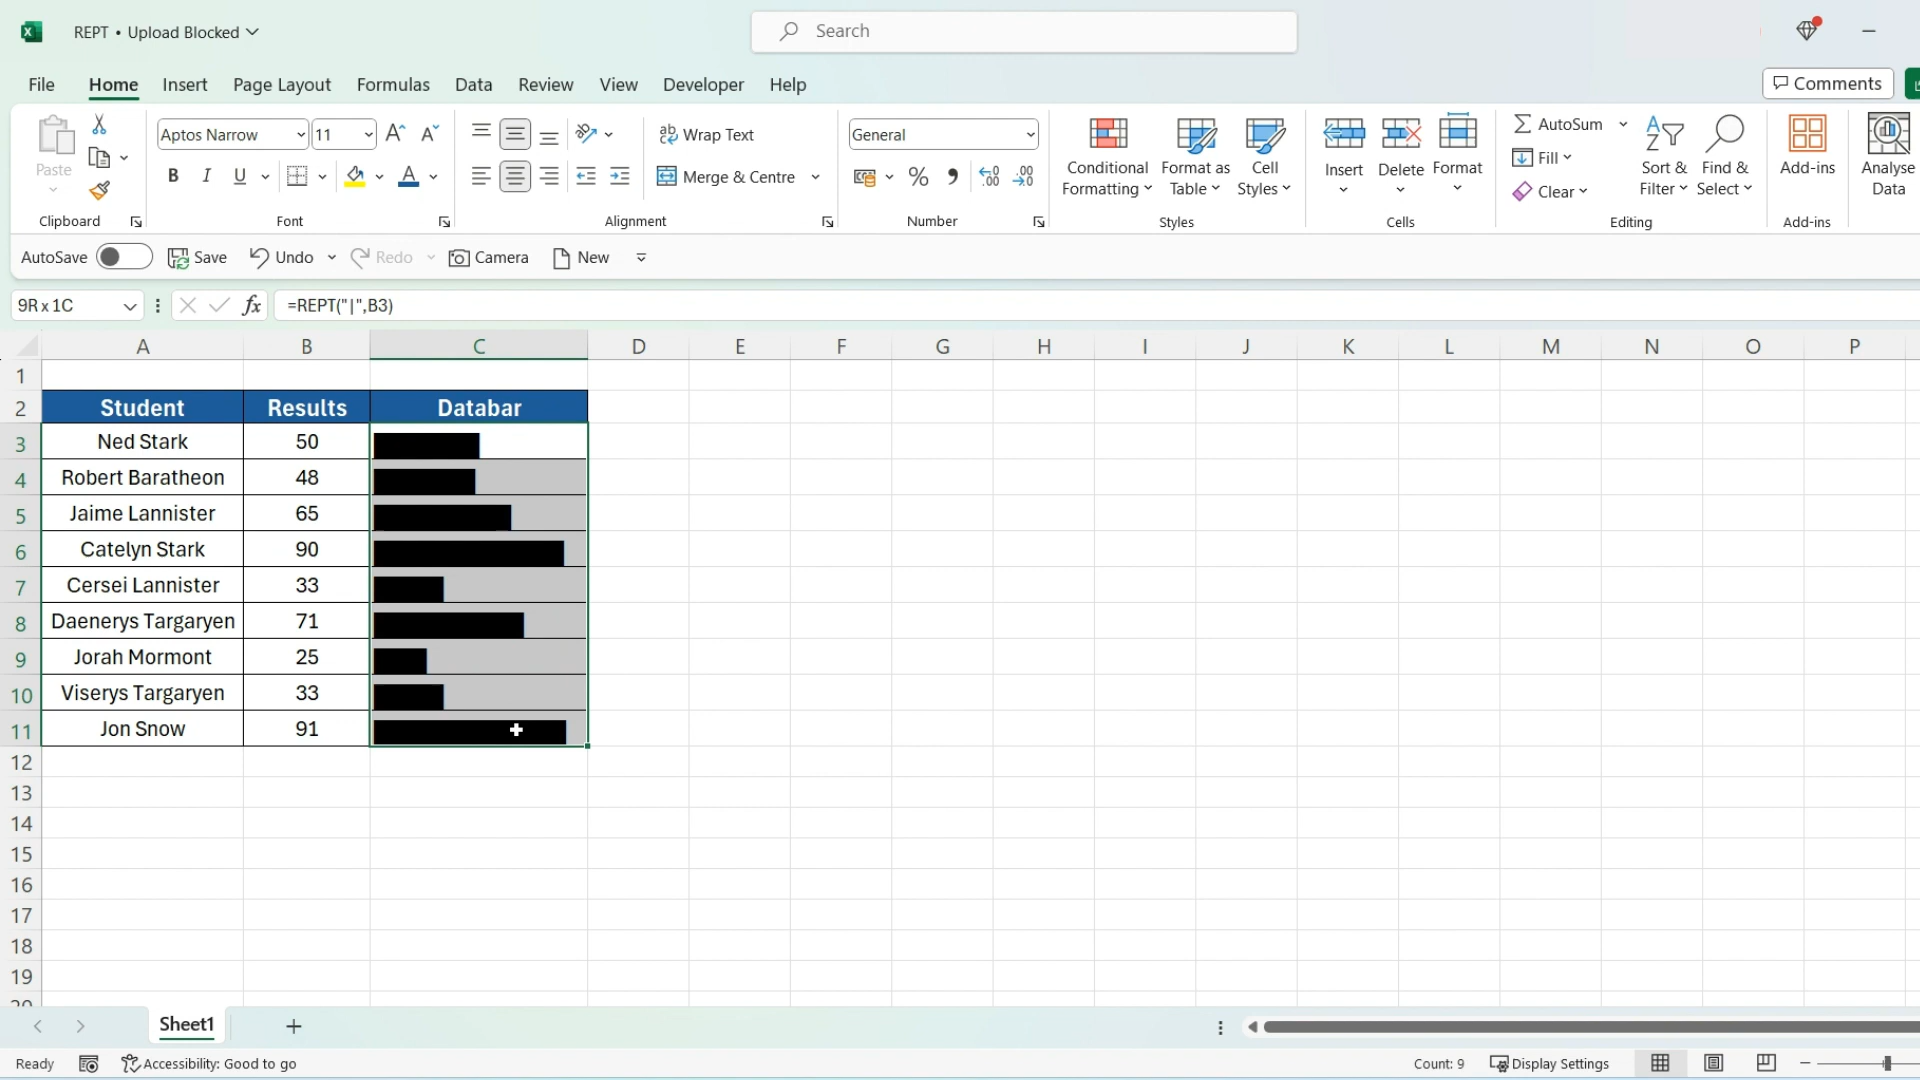 REPT • Upload Blocked
Search
File Home Insert Page Layout Formulas Data Review View Developer Help
Comments
Paste
Clipboard
Aptos Narrow 11
B I U
Font
Wrap Text
Merge & Centre
Alignment
General
Number
Conditional Formatting
Format as Table
Cell Styles
Styles
Insert
Delete
Format
Cells
AutoSum
Fill
Clear
Sort & Filter
Find & Select
Editing
Add-ins
Add-ins
Analyse Data
AutoSave Save Undo Redo Camera New
9R x 1C fx =REPT("|",B3)
A B C D E F G H I J K L M N O P
1
2 Student Results Databar
3 Ned Stark 50
4 Robert Baratheon 48
5 Jaime Lannister 65
6 Catelyn Stark 90
7 Cersei Lannister 33
8 Daenerys Targaryen 71
9 Jorah Mormont 25
10 Viserys Targaryen 33
11 Jon Snow 91
12
13
14
15
16
17
18
19
20
Sheet1
Ready Accessibility: Good to go Count: 9 Display Settings